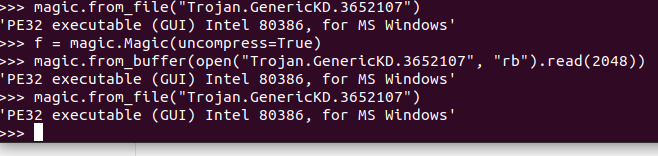 >>> magic.from_file("Trojan.GenericKD.3652107")
'PE32 executable (GUI) Intel 80386, for MS Windows'
>>> f = magic.Magic(uncompress=True)
>>> magic.from_buffer(open("Trojan.GenericKD.3652107", "rb").read(2048))
'PE32 executable (GUI) Intel 80386, for MS Windows'
>>> magic.from_file("Trojan.GenericKD.3652107")
'PE32 executable (GUI) Intel 80386, for MS Windows'
>>>